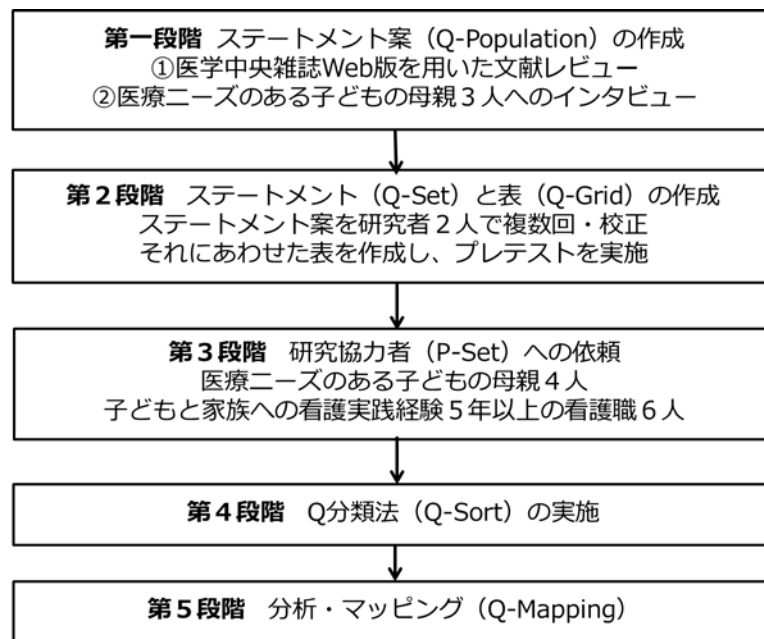 第一段階 ステートメント案（Q-Population）の作成
①医学中央雑誌Web版を用いた文献レビュー
②医療ニーズのある子どもの母親３人へのインタビュー
第２段階 ステートメント（Q-Set）と表（Q-Grid）の作成
ステートメント案を研究者２人で複数回・校正
それにあわせた表を作成し、プレテストを実施
第３段階 研究協力者（P-Set）への依頼
医療ニーズのある子どもの母親４人
子どもと家族への看護実践経験５年以上の看護職６人
第４段階 Q分類法（Q-Sort）の実施
第５段階 分析・マッピング（Q-Mapping）